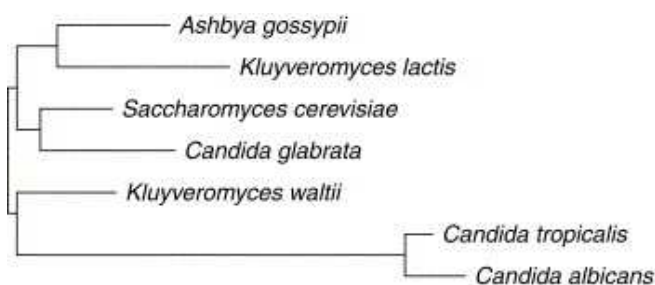 Ashbya gossypii
Kluyveromyces lactis
Saccharomyces cerevisiae
Candida glabrata
Kluyveromyces waltii
Candida tropicalis
Candida albicans